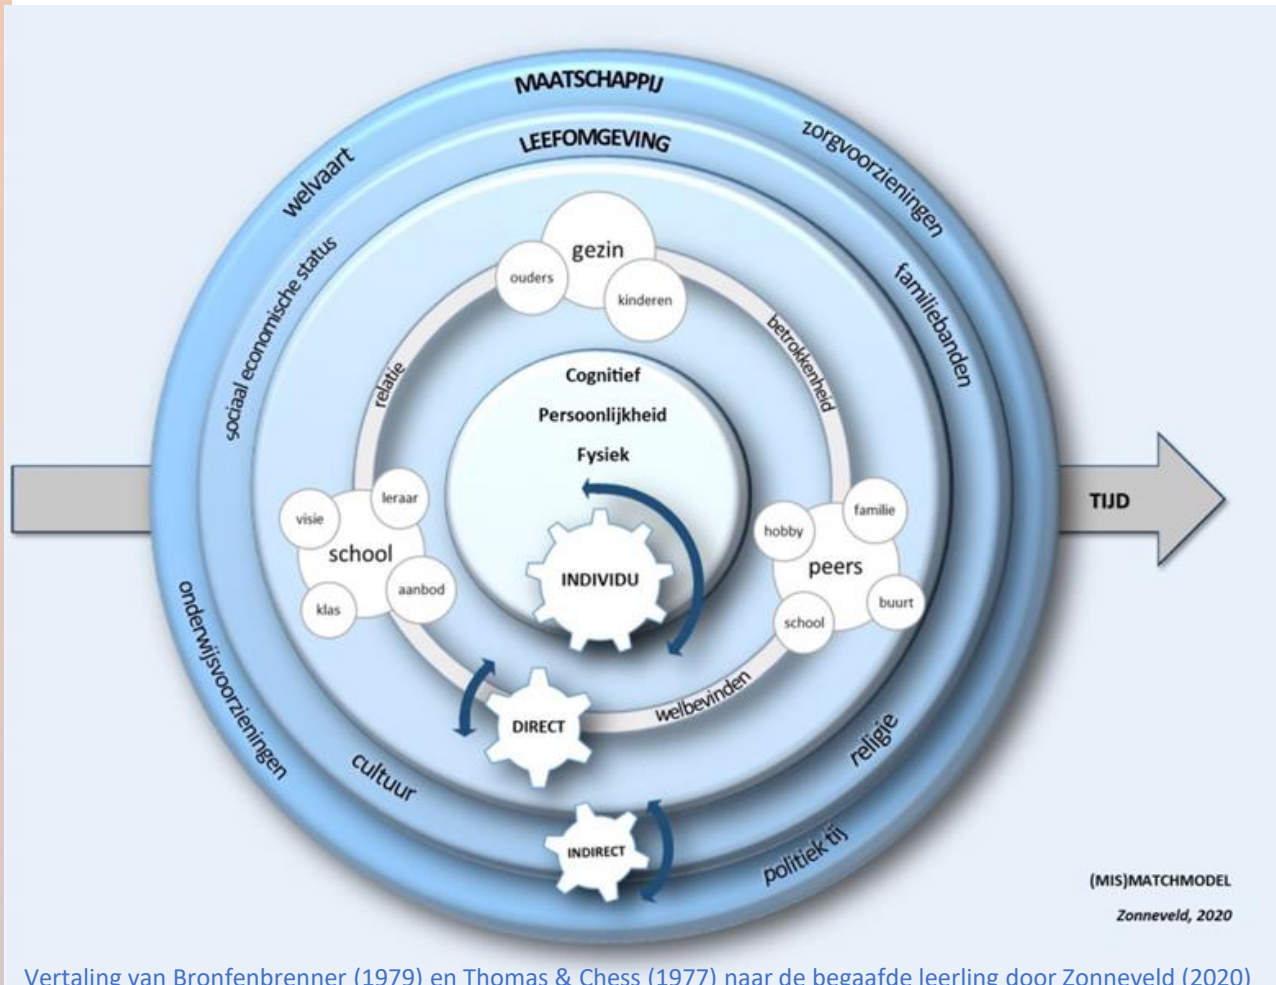 MAATSCHAPPIJ
welvaart
zorgvoorzieningen
LEEFOMGEVING
sociaal economische status
familiebanden
gezin
ouders
kinderen
relatie
betrokkenheid
Cognitief
Persoonlijkheid
Fysiek
INDIVIDU
leraar
visie
school
aanbod
klas
familie
hobby
peers
buurt
school
TIJD
welbevinden
DIRECT
onderwijsvoorzieningen
cultuur
religie
INDIRECT
politiek tij
(MIS)MATCHMODEL
Zonneveld, 2020
Vertaling van Bronfenbrenner (1979) en Thomas & Chess (1977) naar de begaafde leerling door Zonneveld (2020)